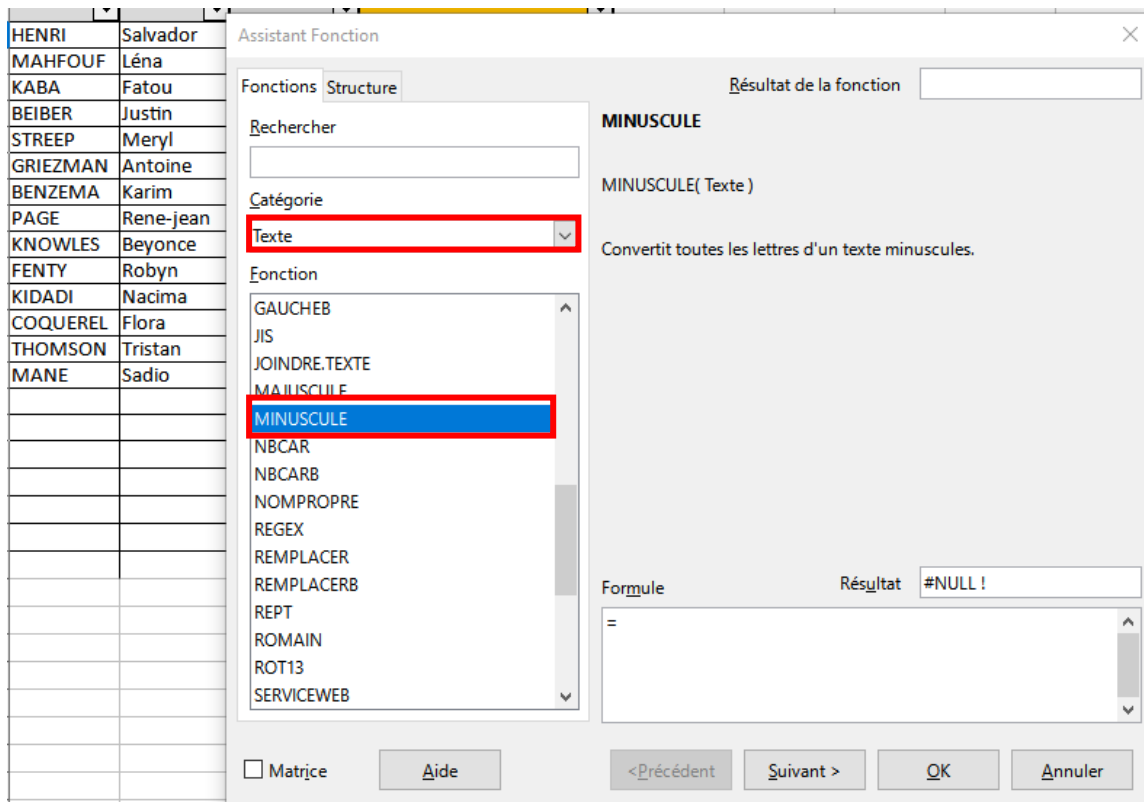 HENRI Salvador
MAHFOUF Léna
KABA Fatou
BEIBER Justin
STREEP Meryl
GRIEZMAN Antoine
BENZEMA Karim
PAGE Rene-jean
KNOWLES Beyonce
FENTY Robyn
KIDADI Nacima
COQUEREL Flora
THOMSON Tristan
MANE Sadio
Assistant Fonction
Fonctions Structure
Rechercher
Catégorie
Texte
Fonction
GAUCHEB
JIS
JOINDRE.TEXTE
MAJUSCULE
MINUSCULE
NBCAR
NBCARB
NOMPROPRE
REGEX
REMPLACER
REMPLACERB
REPT
ROMAIN
ROT13
SERVICEWEB
Résultat de la fonction
MINUSCULE
MINUSCULE( Texte )
Convertit toutes les lettres d'un texte minuscules.
Formule Résultat #NULL !
=
Matrice Aide <Précédent Suivant > OK Annuler